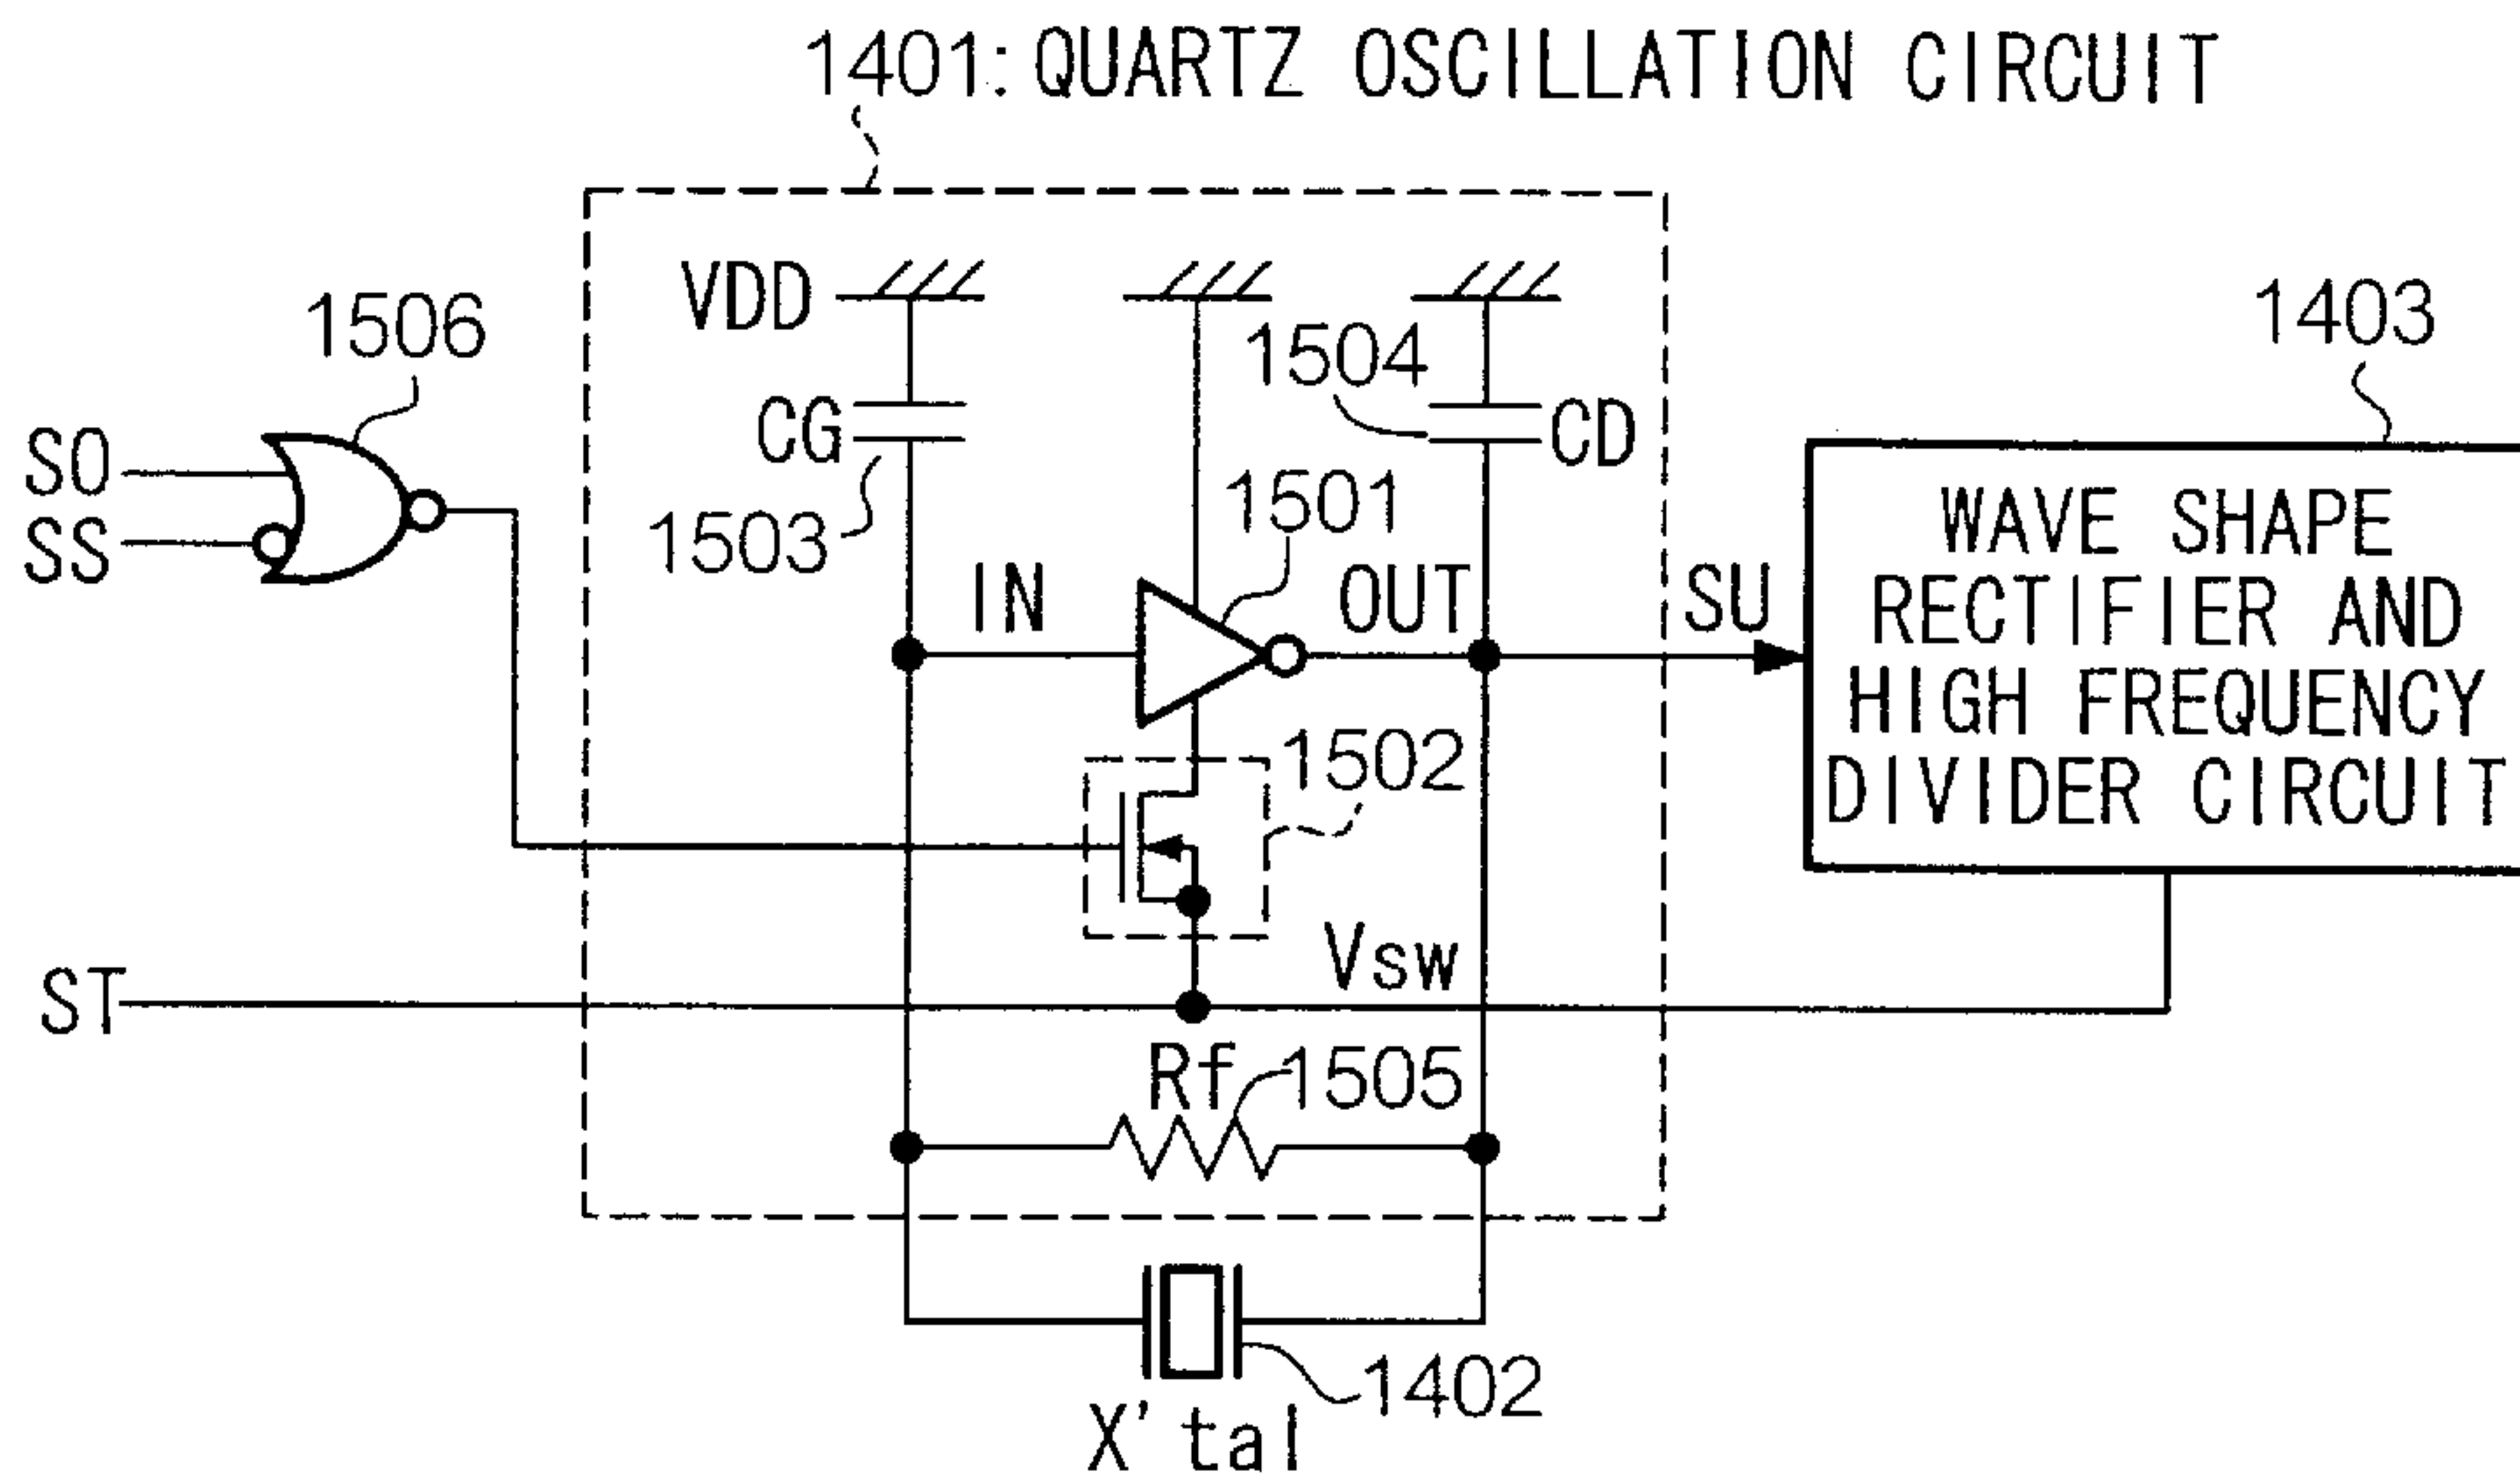 1401: QUARTZ OSCILLATION CIRCUIT
VDD
1506
1504
1403
CG
CD
SO
SS
1503
1501
IN
OUT
SU
WAVE SHAPE
RECTIFIER AND
HIGH FREQUENCY
DIVIDER CIRCUIT
1502
Vsw
ST
Rf
1505
1402
X'tal